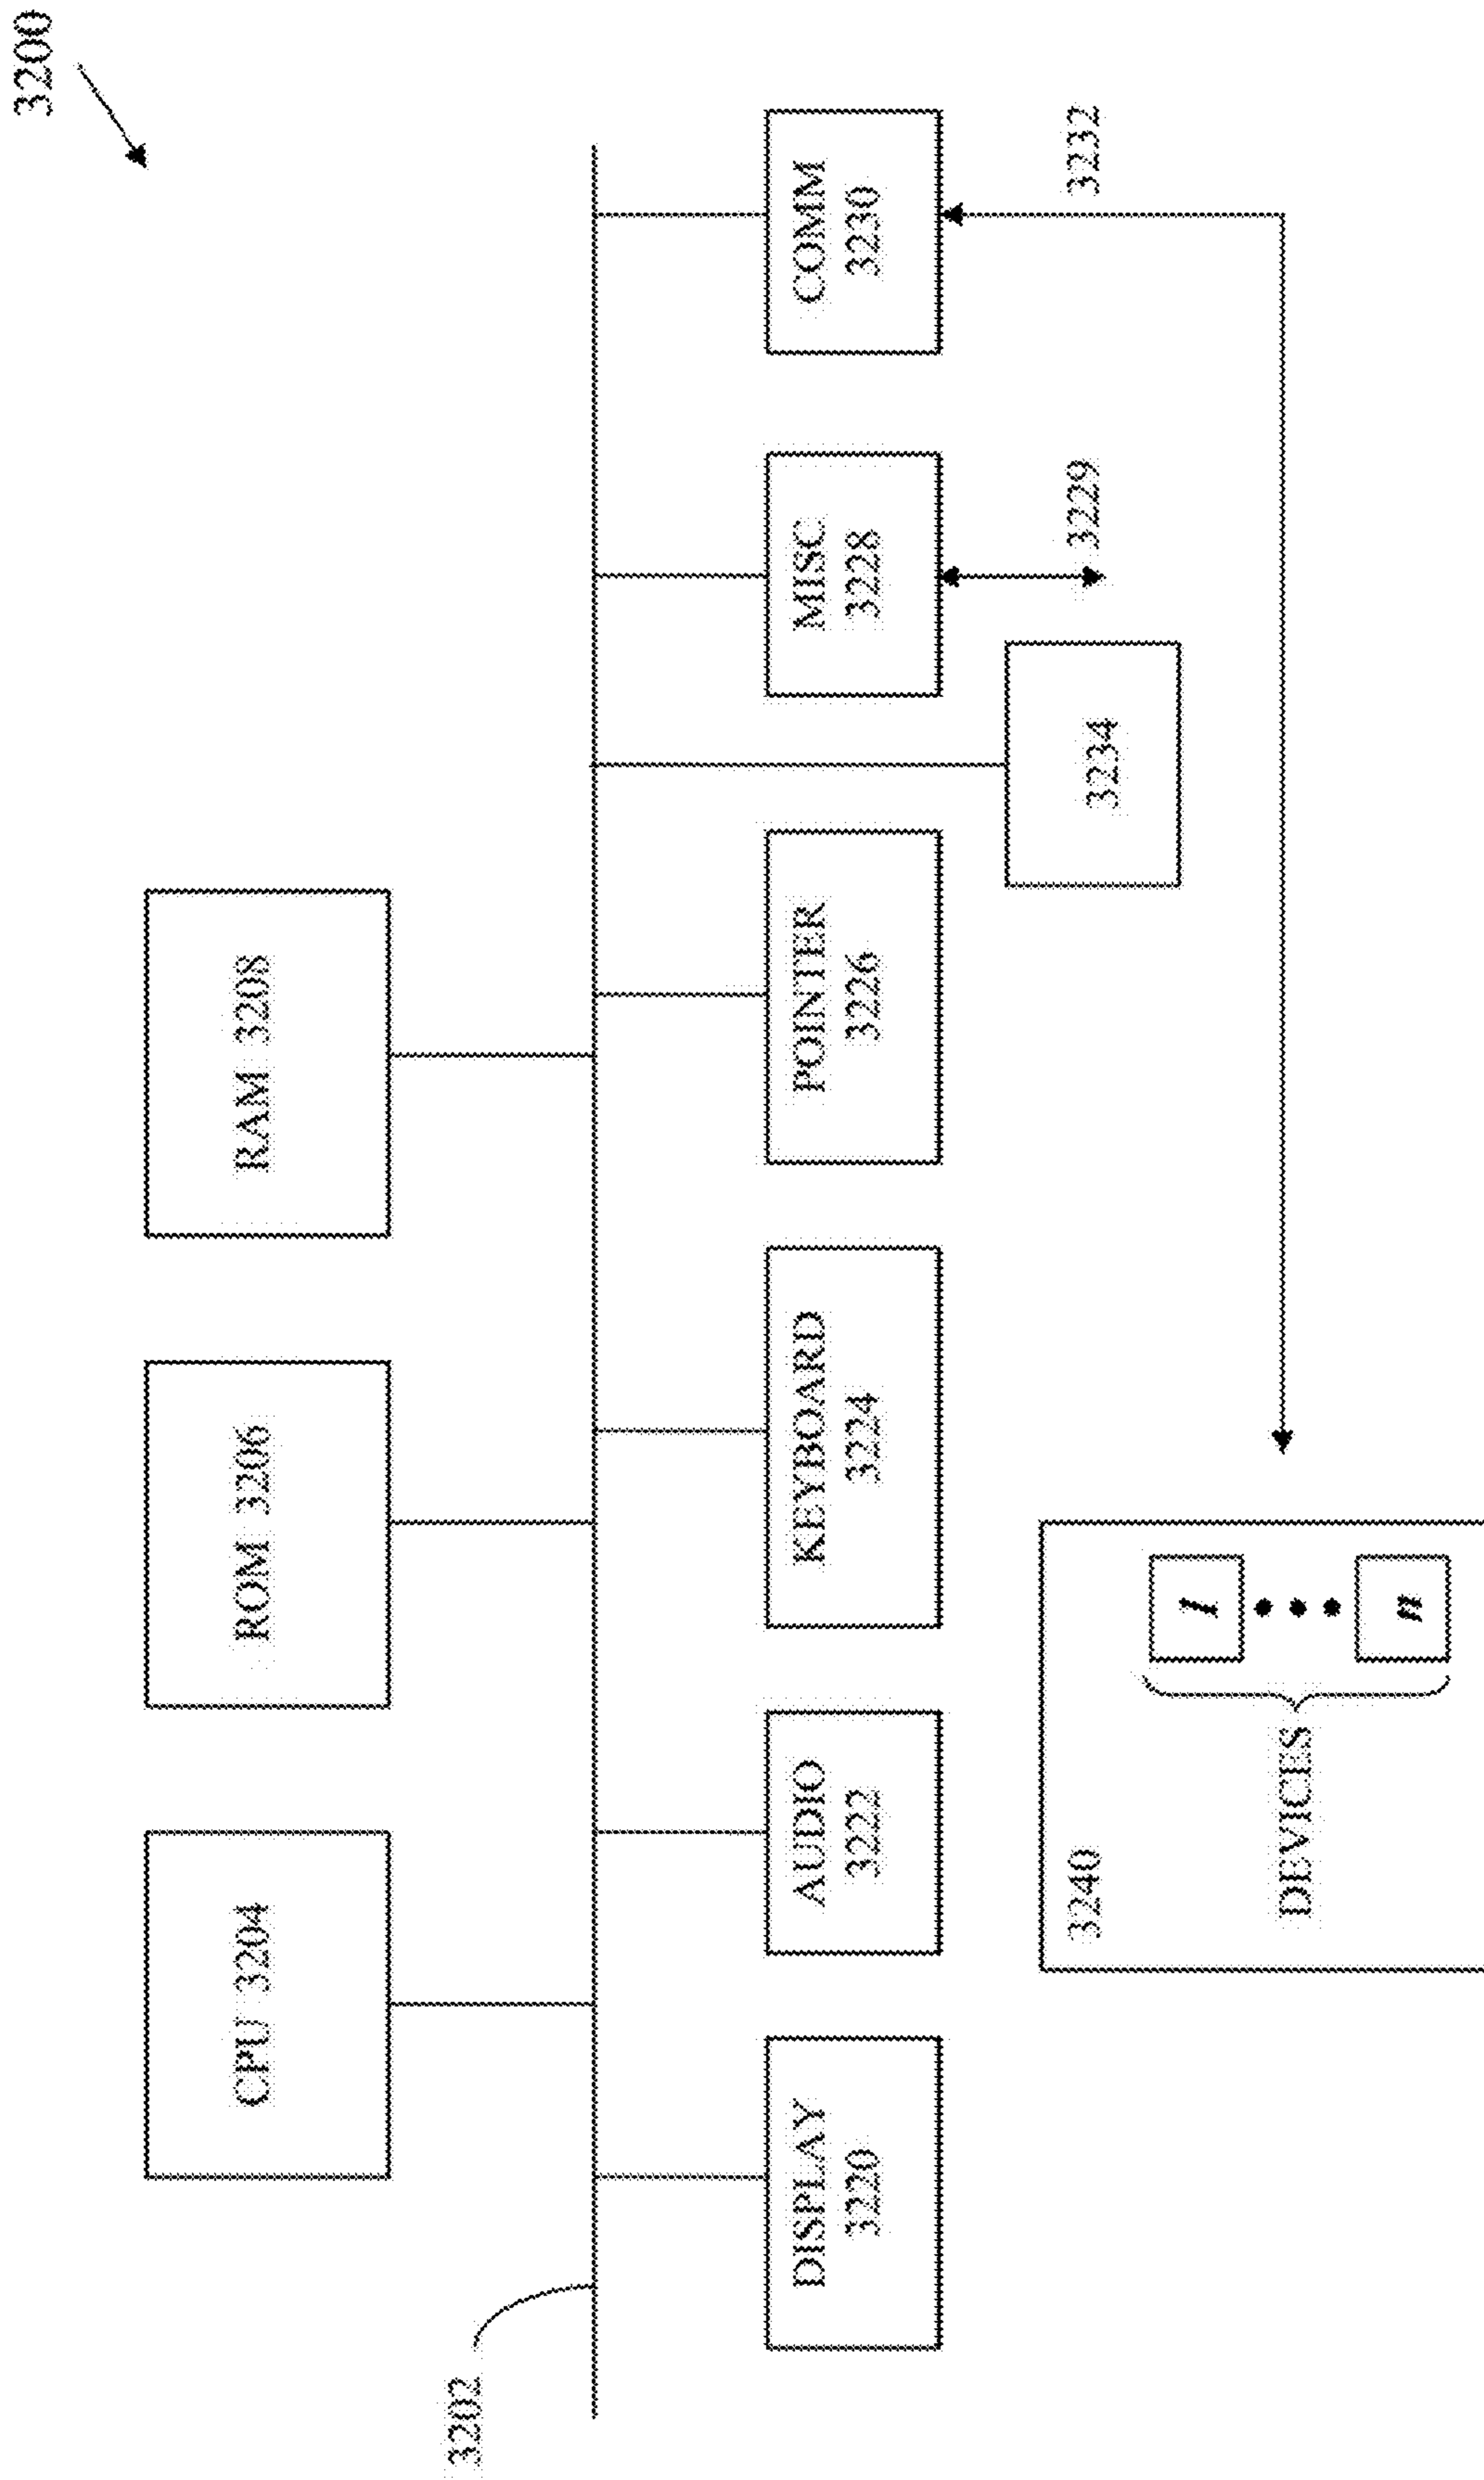 3200
CPU 3204
ROM 3206
RAM 3208
3202
DISPLAY
3220
AUDIO
3222
KEYBOARD
3224
POINTER
3226
MISC
3228
COMM
3230
3234
3229
3232
3240
DEVICES
1
n